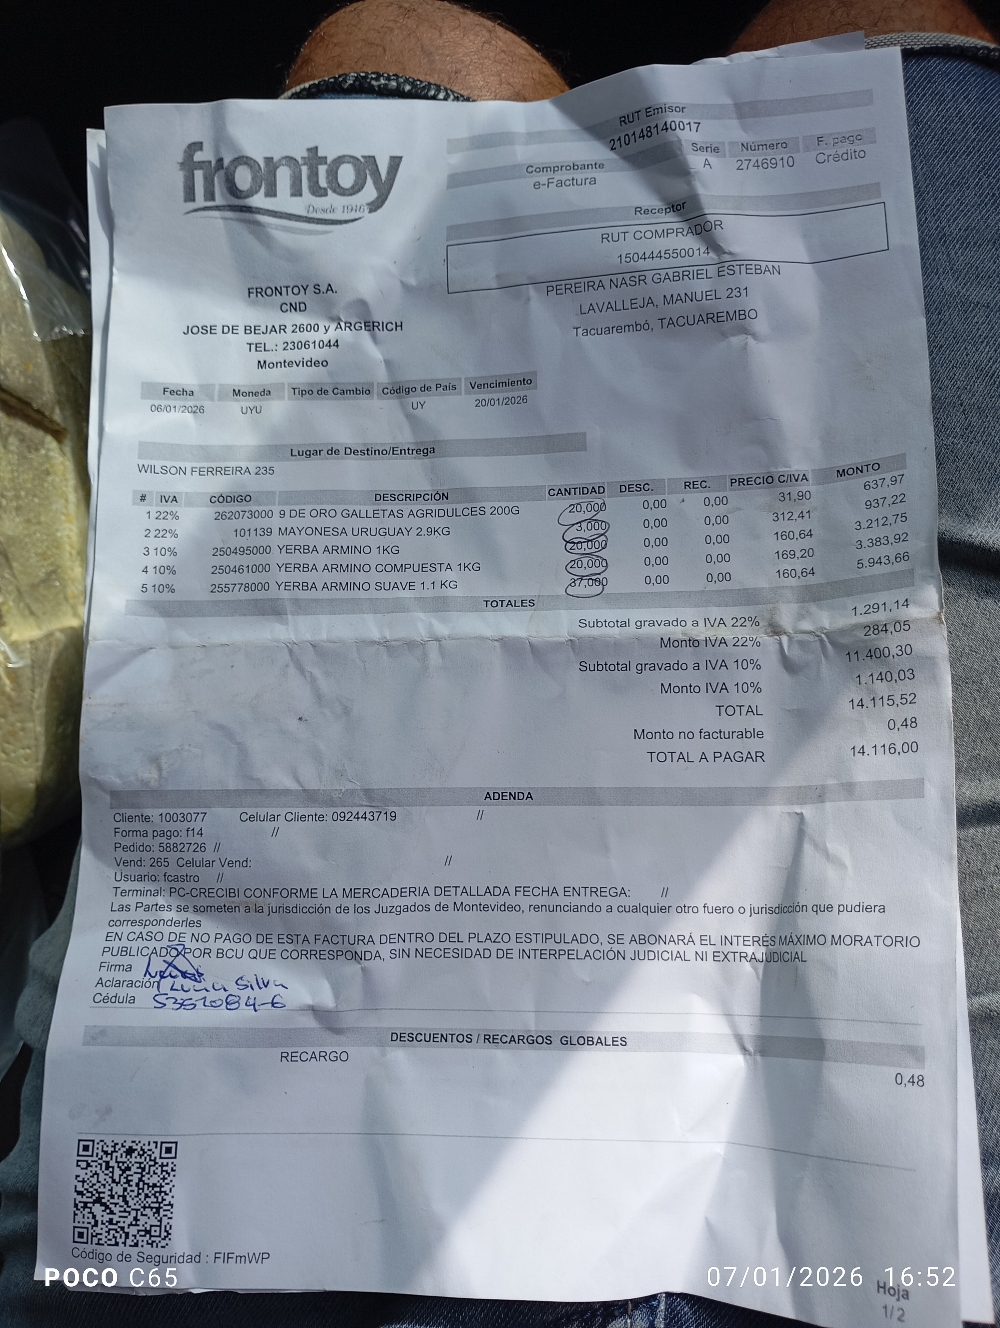 frontoy
Desde 1946
RUT Emisor
210148140017
Comprobante Serie Número F. pago
e-Factura A 2746910 Crédito
Receptor
RUT COMPRADOR
150444550014
PEREIRA NASR GABRIEL ESTEBAN
LAVALLEJA, MANUEL 231
Tacuarembó, TACUAREMBO
FRONTOY S.A.
CND
JOSE DE BEJAR 2600 y ARGERICH
TEL.: 23061044
Montevideo
Fecha Moneda Tipo de Cambio Código de País Vencimiento
06/01/2026 UYU UY 20/01/2026
Lugar de Destino/Entrega
WILSON FERREIRA 235
# IVA CÓDIGO DESCRIPCIÓN CANTIDAD DESC. REC. PRECIO C/IVA MONTO
1 22% 262073000 9 DE ORO GALLETAS AGRIDULCES 200G 20,000 0,00 0,00 31,90 637,97
2 22% 101139 MAYONESA URUGUAY 2.9KG 3,000 0,00 0,00 312,41 937,22
3 10% 250495000 YERBA ARMINO 1KG 20,000 0,00 0,00 160,64 3.212,75
4 10% 250461000 YERBA ARMINO COMPUESTA 1KG 20,000 0,00 0,00 169,20 3.383,92
5 10% 255778000 YERBA ARMINO SUAVE 1.1 KG 37,000 0,00 0,00 160,64 5.943,66
TOTALES
Subtotal gravado a IVA 22% 1.291,14
Monto IVA 22% 284,05
Subtotal gravado a IVA 10% 11.400,30
Monto IVA 10% 1.140,03
TOTAL 14.115,52
Monto no facturable 0,48
TOTAL A PAGAR 14.116,00
ADENDA
Cliente: 1003077 Celular Cliente: 092443719 //
Forma pago: f14 //
Pedido: 5882726 //
Vend: 265 Celular Vend: //
Usuario: fcastro //
Terminal: PC-CRECIBI CONFORME LA MERCADERIA DETALLADA FECHA ENTREGA: //
Las Partes se someten a la jurisdicción de los Juzgados de Montevideo, renunciando a cualquier otro fuero o jurisdicción que pudiera
corresponderles
EN CASO DE NO PAGO DE ESTA FACTURA DENTRO DEL PLAZO ESTIPULADO, SE ABONARÁ EL INTERÉS MÁXIMO MORATORIO
PUBLICADO POR BCU QUE CORRESPONDA, SIN NECESIDAD DE INTERPELACIÓN JUDICIAL NI EXTRAJUDICIAL
Firma
Aclaración Silva
Cédula
DESCUENTOS / RECARGOS GLOBALES
RECARGO 0,48
Código de Seguridad : FIFmWP
POCO C65 07/01/2026 16:52
Hoja
1/2